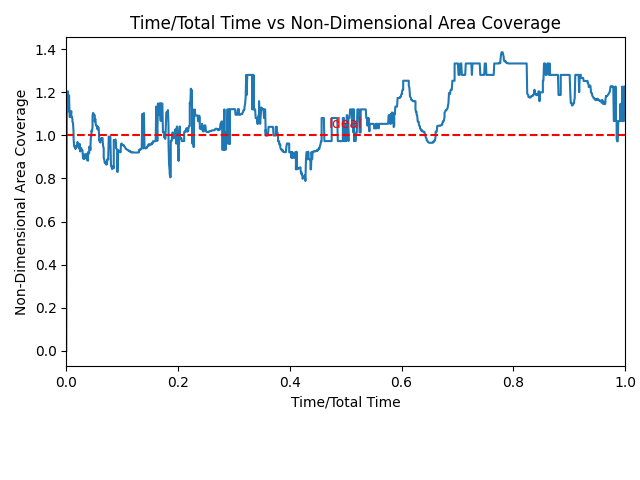 Time/Total Time vs Non-Dimensional Area Coverage
Non-Dimensional Area Coverage
1.4
1.2
1.0
0.8
0.6
0.4
0.2
0.0
Ideal
0.0 0.2 0.4 0.6 0.8 1.0
Time/Total Time